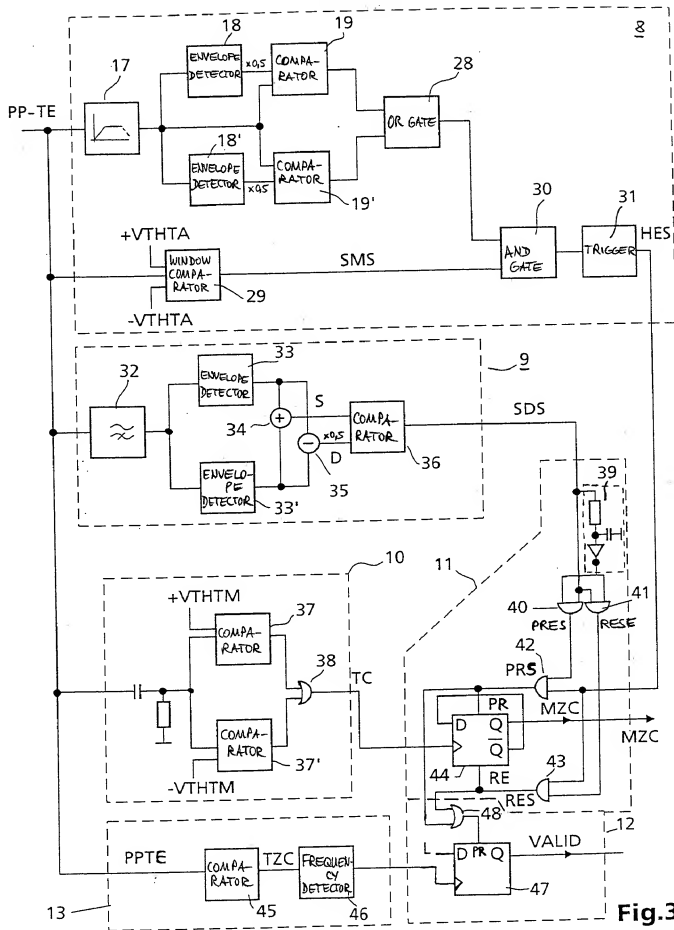 18
19
8
17
ENVELOPE
DETECTOR
x0,5
COMPA-
RATOR
28
PP-TE
OR GATE
18'
ENVELOPE
DETECTOR
x0,5
COMPA-
RATOR
19'
30
31
+VTHTA
HES
WINDOW
COMPA-
RATOR
SMS
AND
GATE
TRIGGER
29
-VTHTA
33
9
32
ENVELOPE
DETECTOR
S
34
+
COMPA-
RATOR
SDS
-
x0,5
D
36
ENVELO-
PE
DETECTOR
35
33'
39
10
11
+VTHTM
37
40
41
COMPA-
RATOR
PRES
RESE
38
42
TC
PRS
PR
MZC
D
Q
MZC
COMPA-
RATOR
Q
37'
44
RE
43
-VTHTM
RES
48
12
PPTE
TZC
VALID
COMPA-
RATOR
FREQUEN-
CY
DETECTOR
D
PR
Q
13
45
46
47
Fig.3